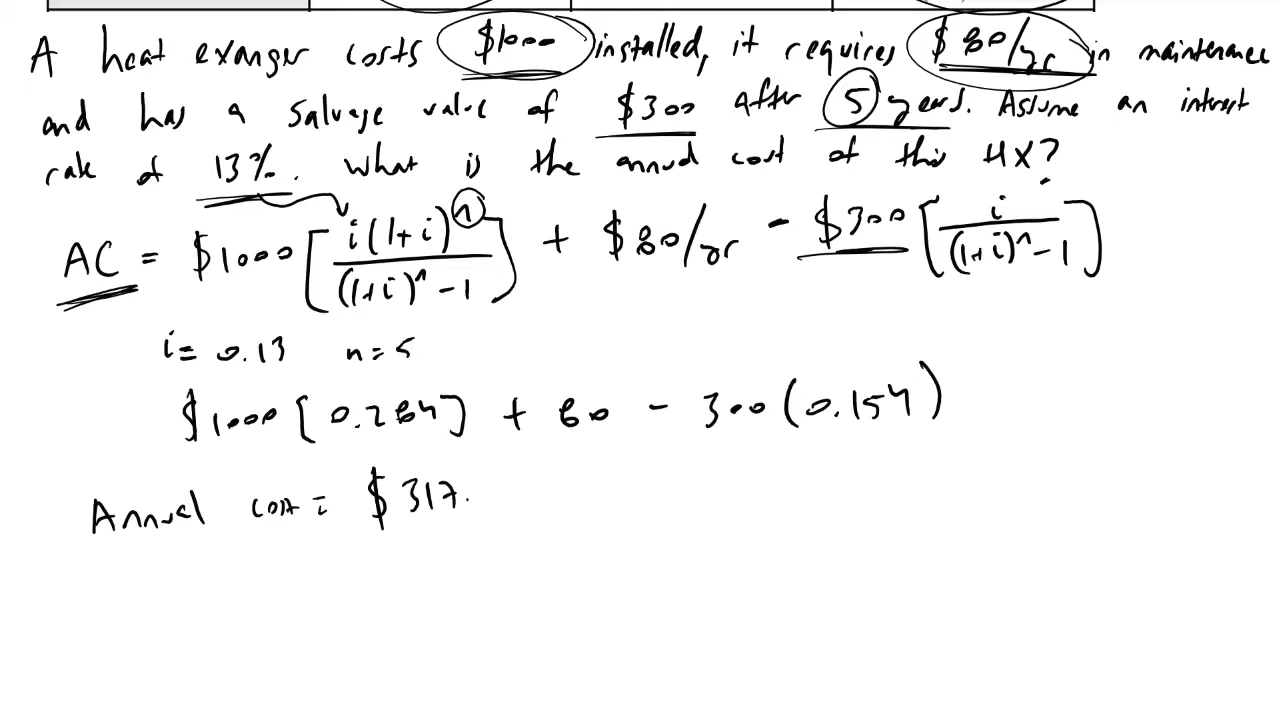 A heat exanger costs $1000 installed, it requires $80/yr in maintenance
and has a salvage value of $300 after 5 years. Assume an interest
rate of 13%. What is the annual cost of this HX?
AC = $1000 [ i(1+i)^n / (1+i)^n - 1 ] + $80/yr - $300 [ i / (1+i)^n - 1 ]
i = 0.13 n = 5
$1000 [0.284] + 80 - 300 (0.154)
Annual cost = $317.